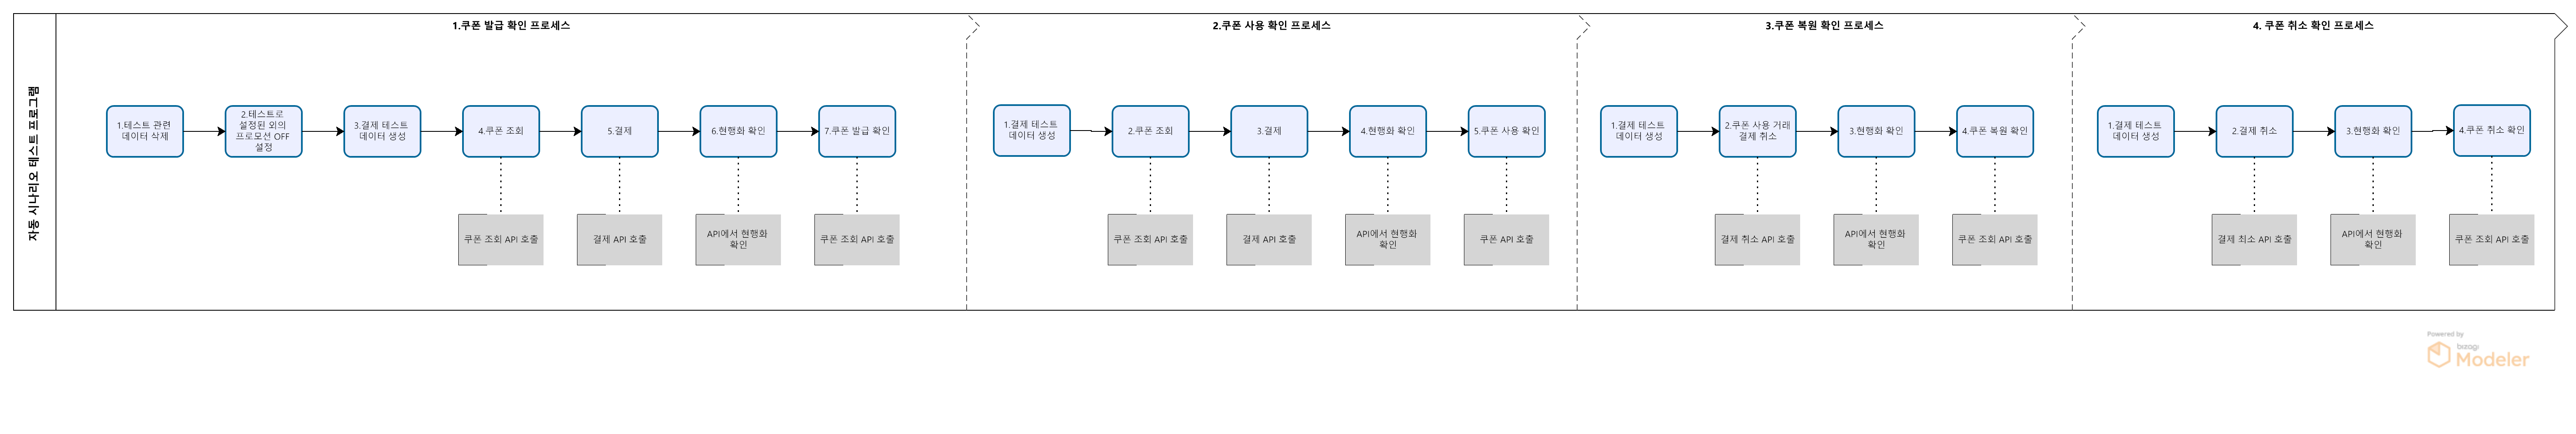 자동 시나리오 테스트 프로그램
1.쿠폰 발급 확인 프로세스
1.테스트 관련
데이터 삭제
2.테스트로
설정된 외의
프로모션 OFF
설정
3.결제 테스트
데이터 생성
4.쿠폰 조회
5.결제
6.현행화 확인
7.쿠폰 발급 확인
쿠폰 조회 API 호출
결제 API 호출
API에서 현행화
확인
쿠폰 조회 API 호출
2.쿠폰 사용 확인 프로세스
1.결제 테스트
데이터 생성
2.쿠폰 조회
3.결제
4.현행화 확인
5.쿠폰 사용 확인
쿠폰 조회 API 호출
결제 API 호출
API에서 현행화
확인
쿠폰 API 호출
3.쿠폰 복원 확인 프로세스
1.결제 테스트
데이터 생성
2.쿠폰 사용 거래
결제 취소
3.현행화 확인
4.쿠폰 복원 확인
결제 취소 API 호출
API에서 현행화
확인
쿠폰 조회 API 호출
4. 쿠폰 취소 확인 프로세스
1.결제 테스트
데이터 생성
2.결제 취소
3.현행화 확인
4.쿠폰 취소 확인
결제 최소 API 호출
API에서 현행화
확인
쿠폰 조회 API 호출
Powered by
bizagi
Modeler